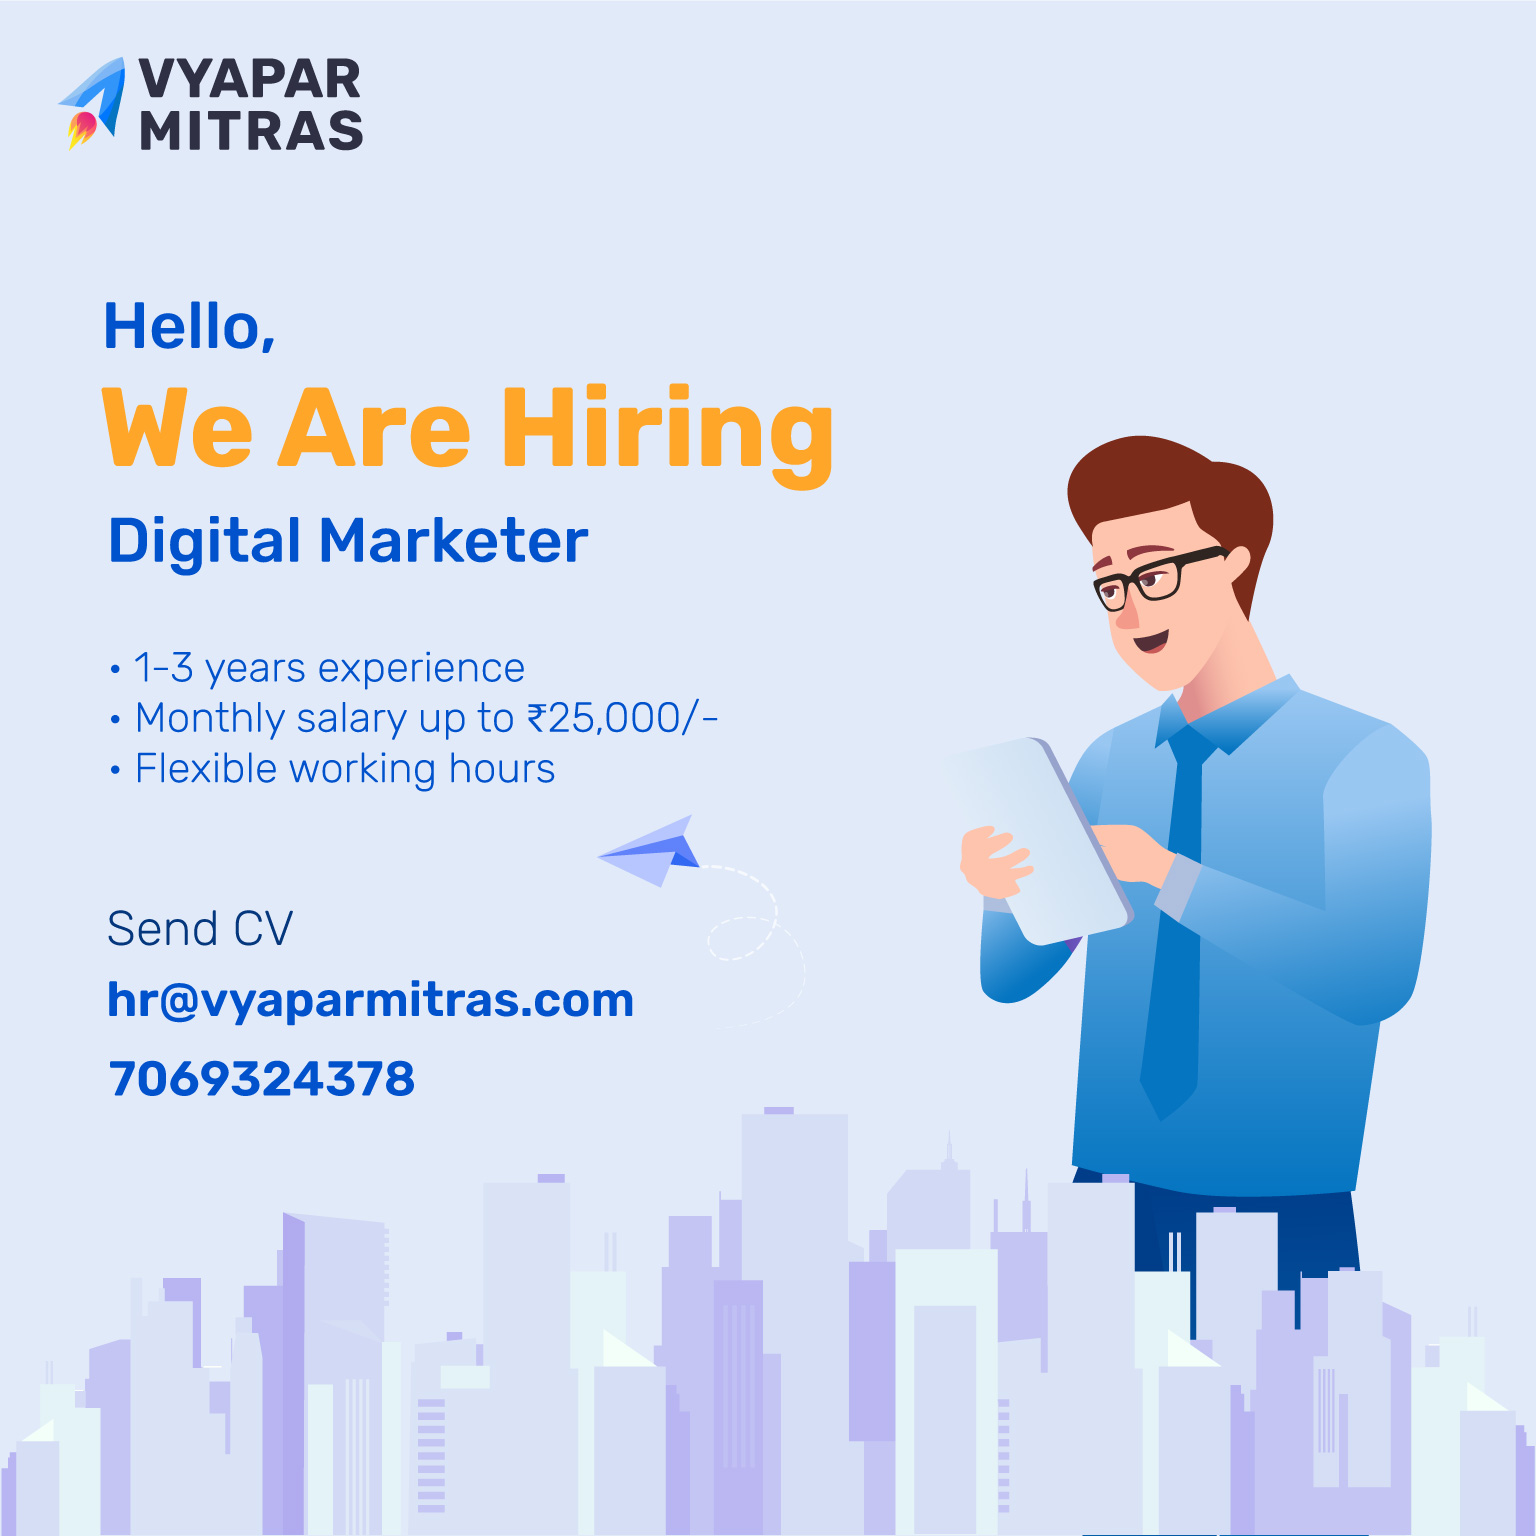 VYAPAR
MITRAS
Hello,
We Are Hiring
Digital Marketer
• 1-3 years experience
• Monthly salary up to ₹25,000/-
• Flexible working hours
Send CV
hr@vyaparmitras.com
7069324378